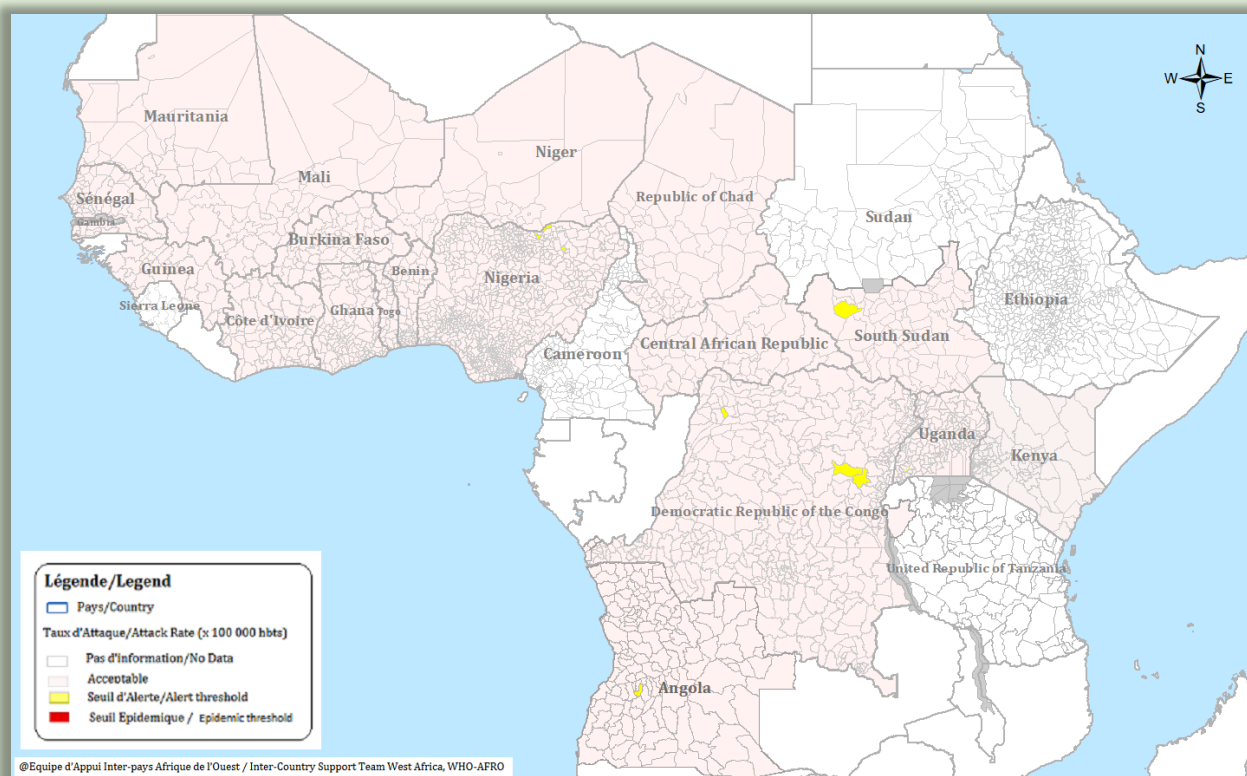 N
W E
S
Mauritania
Niger
Mali
Republic of Chad
Sénégal
Sudan
Gambia
Burkina Faso
Guinea
Benin
Nigeria
Ethiopia
Sierra Leone
Ghana
Togo
Côte d'Ivoire
South Sudan
Central African Republic
Cameroon
Uganda
Kenya
Democratic Republic of the Congo
United Republic of Tanzania
Angola
Légende/Legend
Pays/Country
Taux d'Attaque/Attack Rate (x 100 000 hbts)
Pas d'information/No Data
Acceptable
Seuil d'Alerte/Alert threshold
Seuil Epidemique / Epidemic threshold
@Equipe d'Appui Inter-pays Afrique de l'Ouest / Inter-Country Support Team West Africa, WHO-AFRO